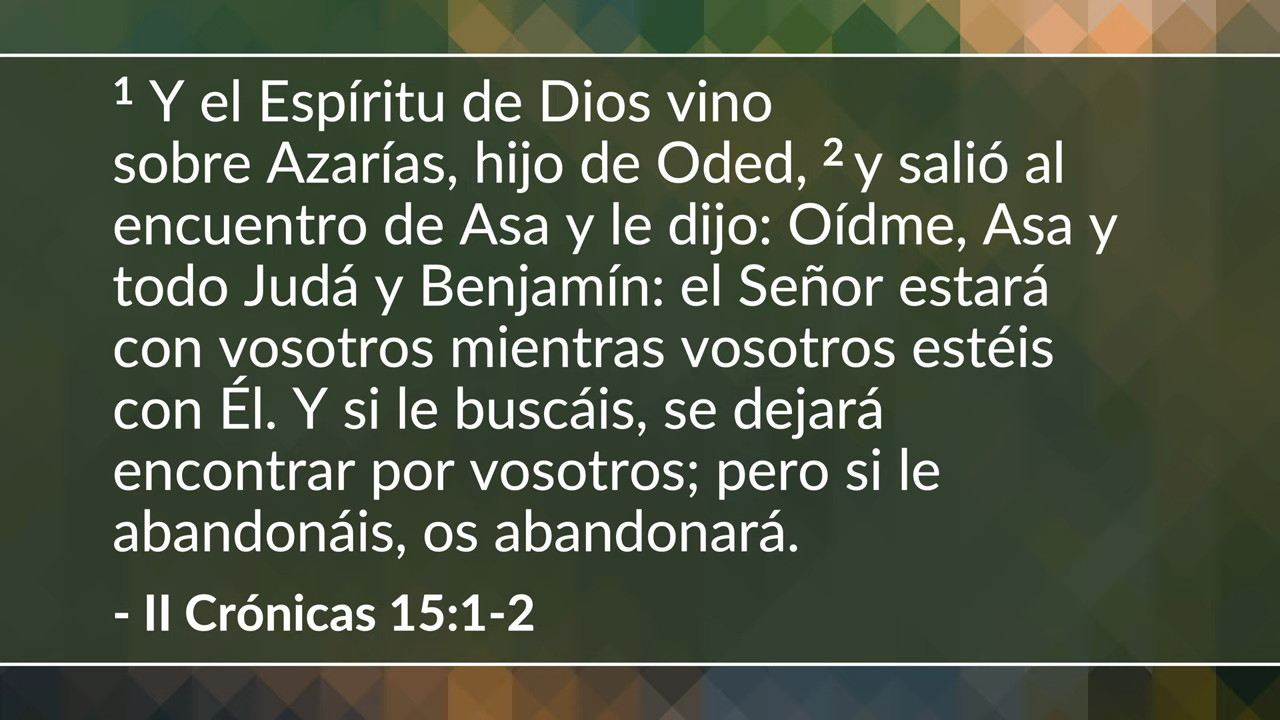 ¹ Y el Espíritu de Dios vino
sobre Azarías, hijo de Oded, ² y salió al
encuentro de Asa y le dijo: Oídme, Asa y
todo Judá y Benjamín: el Señor estará
con vosotros mientras vosotros estéis
con Él. Y si le buscáis, se dejará
encontrar por vosotros; pero si le
abandonáis, os abandonará.
- II Crónicas 15:1-2